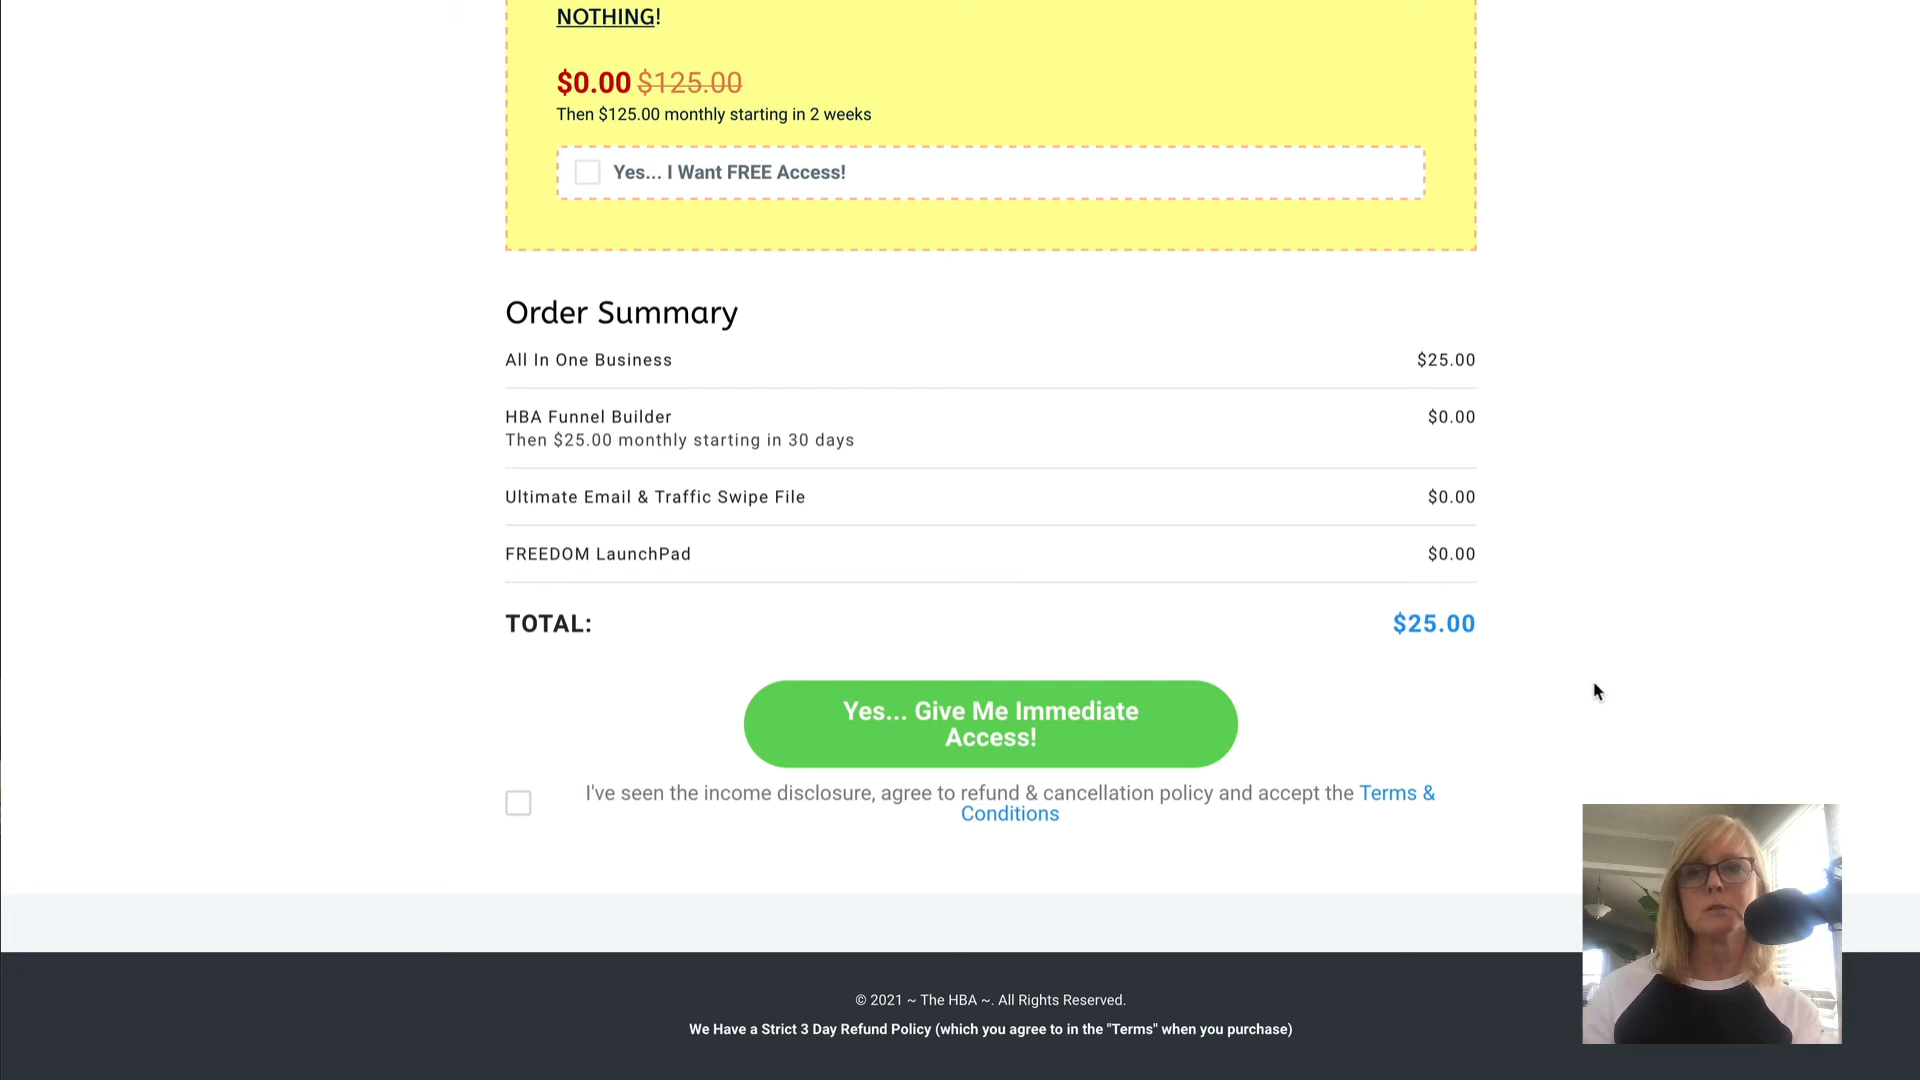 NOTHING!
$0.00 $125.00
Then $125.00 monthly starting in 2 weeks
Yes... I Want FREE Access!
Order Summary
All In One Business $25.00
HBA Funnel Builder $0.00
Then $25.00 monthly starting in 30 days
Ultimate Email & Traffic Swipe File $0.00
FREEDOM LaunchPad $0.00
TOTAL: $25.00
Yes... Give Me Immediate
Access!
I've seen the income disclosure, agree to refund & cancellation policy and accept the Terms &
Conditions
© 2021 ~ The HBA ~. All Rights Reserved.
We Have a Strict 3 Day Refund Policy (which you agree to in the "Terms" when you purchase)